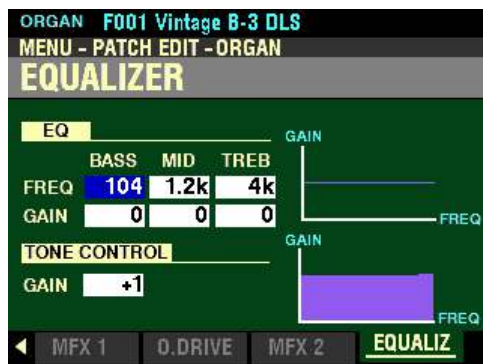 ORGAN F001 Vintage B-3 DLS
MENU - PATCH EDIT - ORGAN
EQUALIZER
EQ
BASS MID TREB
FREQ 104 1.2k 4k
GAIN 0 0 0
GAIN
FREQ
TONE CONTROL
GAIN +1
GAIN
FREQ
MFX 1 O.DRIVE MFX 2 EQUALIZ